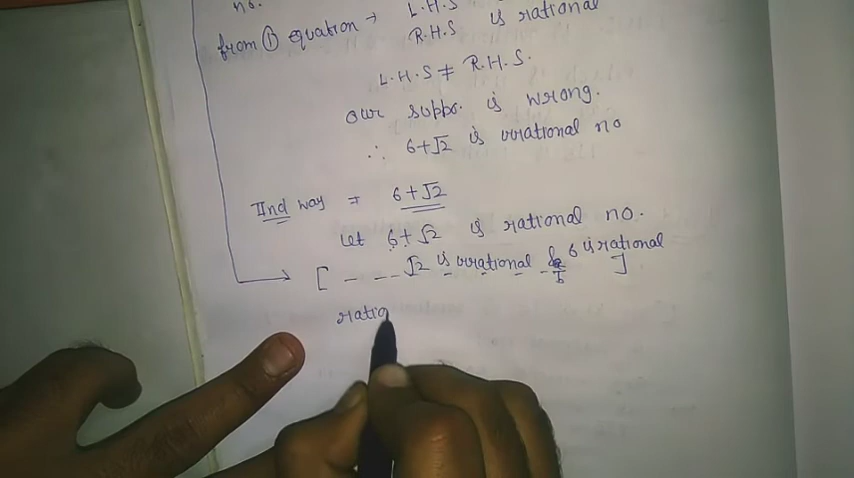 no.
L.H.S
from ① equation → R.H.S is rational
L.H.S ≠ R.H.S.
our suppo. is wrong.
∴ 6+√2 is irrational no
IInd way = 6+√2
Let 6+√2 is rational no.
[ - - - √2 is irrational & 6 is rational ]
ratio